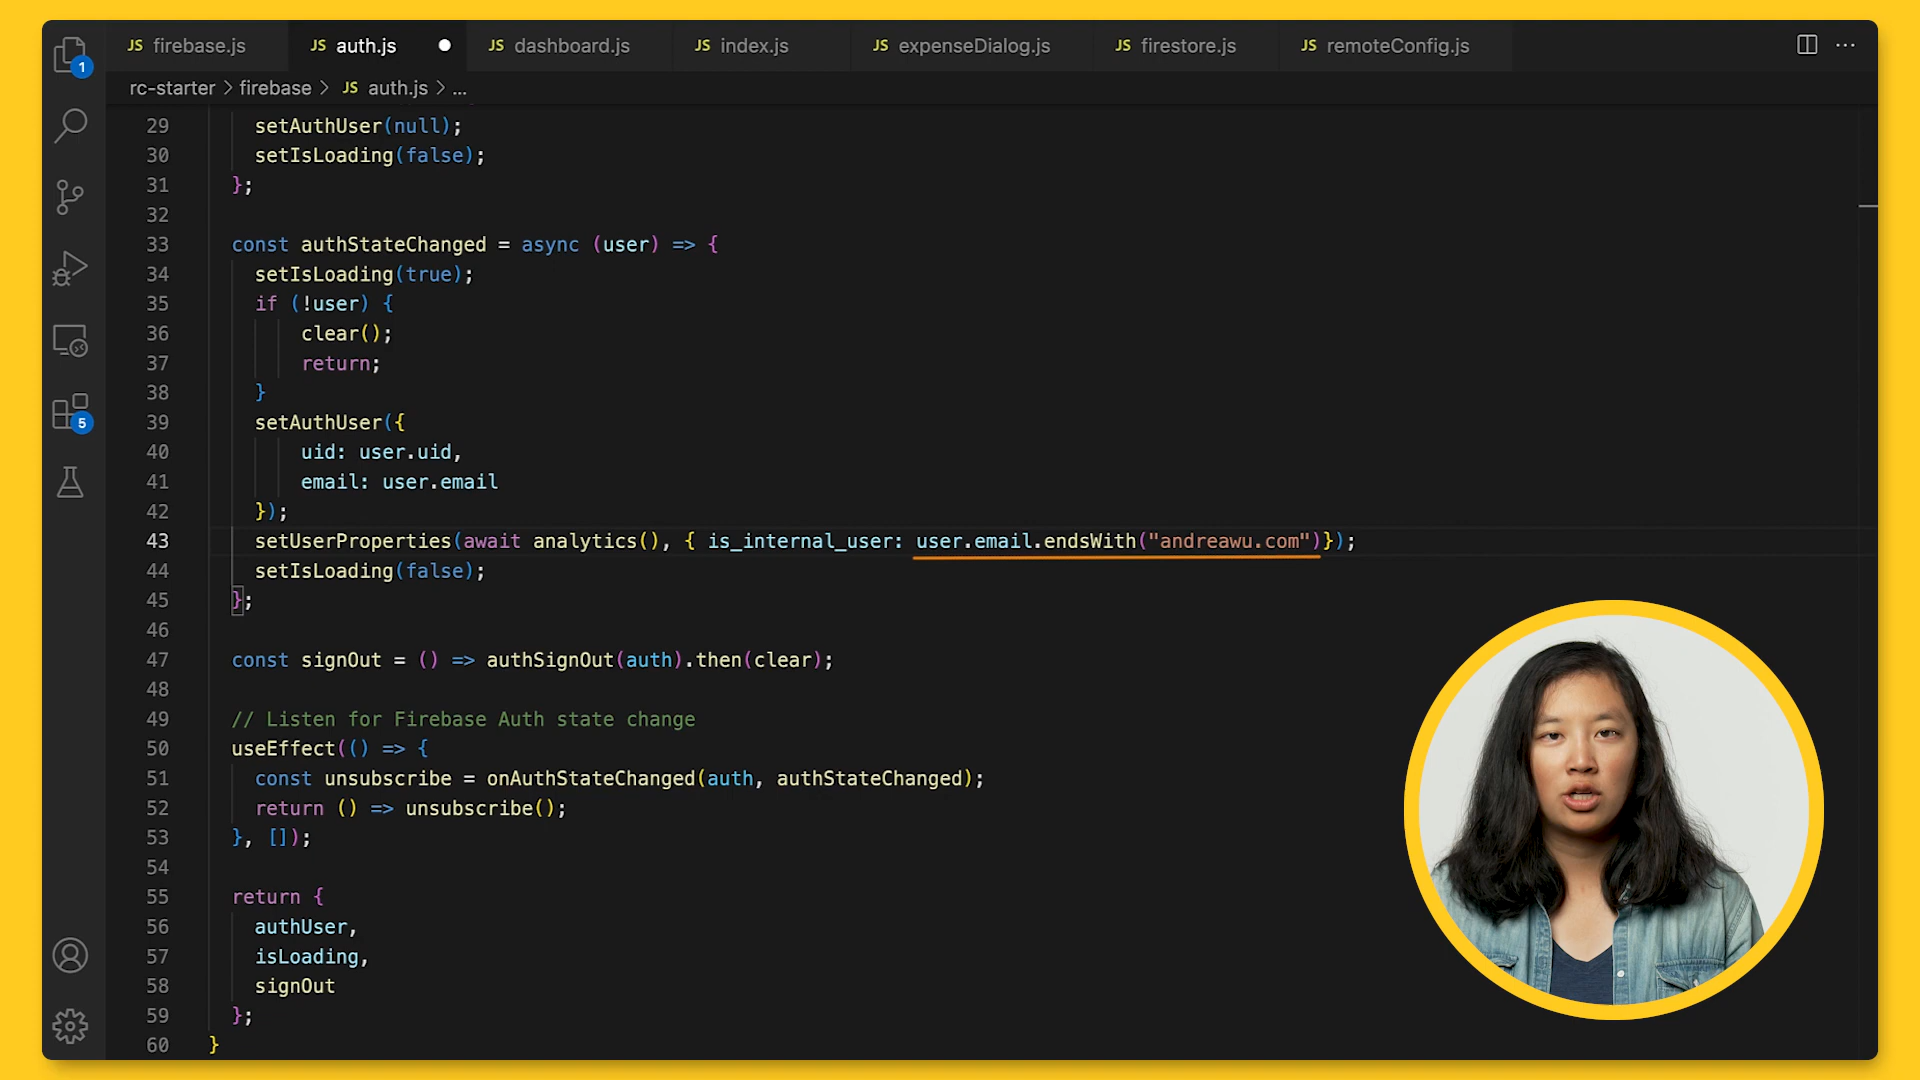 JS firebase.js JS auth.js JS dashboard.js JS index.js JS expenseDialog.js JS firestore.js JS remoteConfig.js ...
1
rc-starter > firebase > JS auth.js > ...
29 setAuthUser(null);
30 setIsLoading(false);
31 };
32
33 const authStateChanged = async (user) => {
34 setIsLoading(true);
35 if (!user) {
36 clear();
37 return;
38 }
39 setAuthUser({
5
40 uid: user.uid,
41 email: user.email
42 });
43 setUserProperties(await analytics(), { is_internal_user: user.email.endsWith("andreawu.com")});
44 setIsLoading(false);
45 };
46
47 const signOut = () => authSignOut(auth).then(clear);
48
49 // Listen for Firebase Auth state change
50 useEffect(() => {
51 const unsubscribe = onAuthStateChanged(auth, authStateChanged);
52 return () => unsubscribe();
53 }, []);
54
55 return {
56 authUser,
57 isLoading,
58 signOut
59 };
60 }